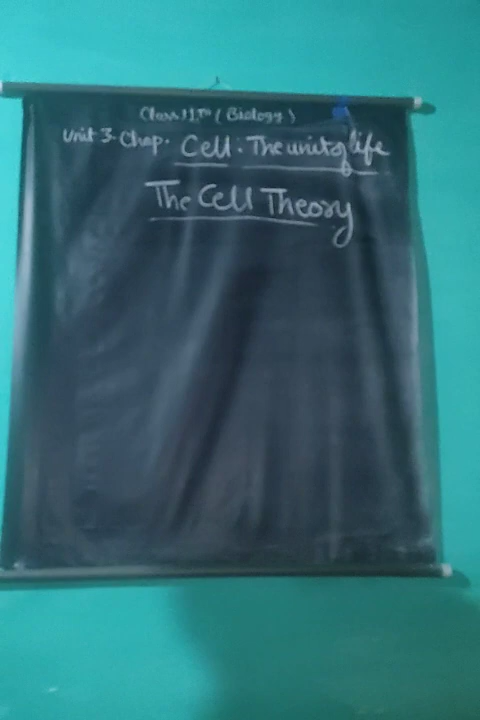 Class 11Th ( Biology )
Unit 3 - Chap. Cell : The unit of life
The Cell Theory